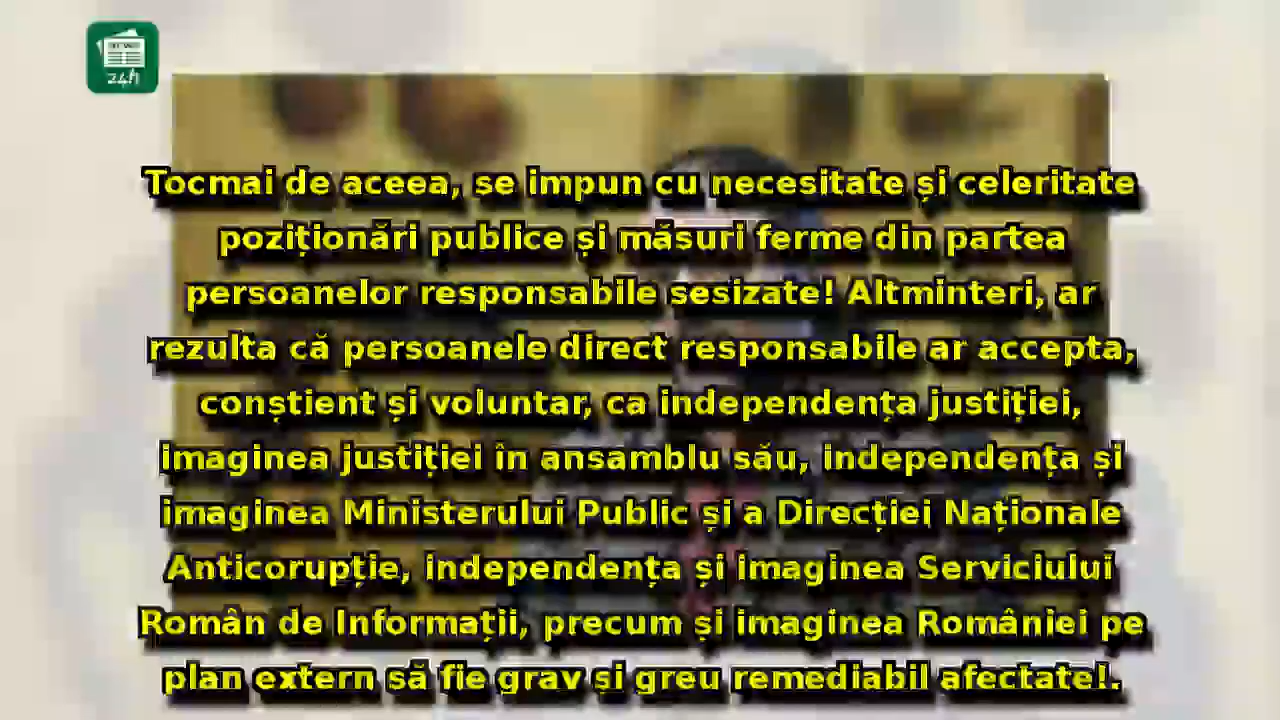 24h
Tocmai de aceea, se impun cu necesitate și celeritate
poziționări publice și măsuri ferme din partea
persoanelor responsabile sesizate! Altminteri, ar
rezulta că persoanele direct responsabile ar accepta,
conștient și voluntar, ca independența justiției,
imaginea justiției în ansamblu său, independența și
imaginea Ministerului Public și a Direcției Naționale
Anticorupție, independența și imaginea Serviciului
Român de Informații, precum și imaginea României pe
plan extern să fie grav și greu remediabil afectate!.